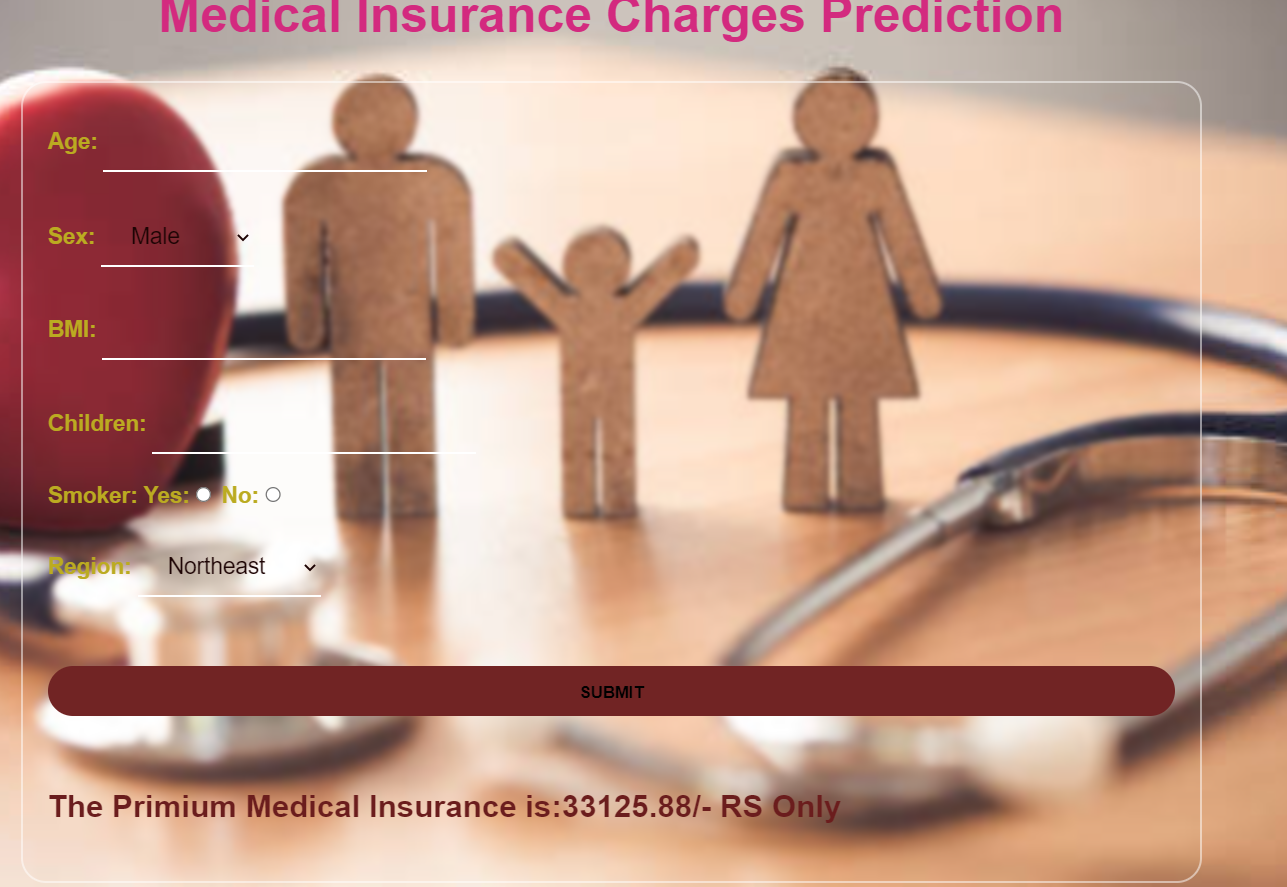 Medical Insurance Charges Prediction
Age:
Sex: Male
BMI:
Children:
Smoker: Yes: No:
Region: Northeast
SUBMIT
The Primium Medical Insurance is:33125.88/- RS Only